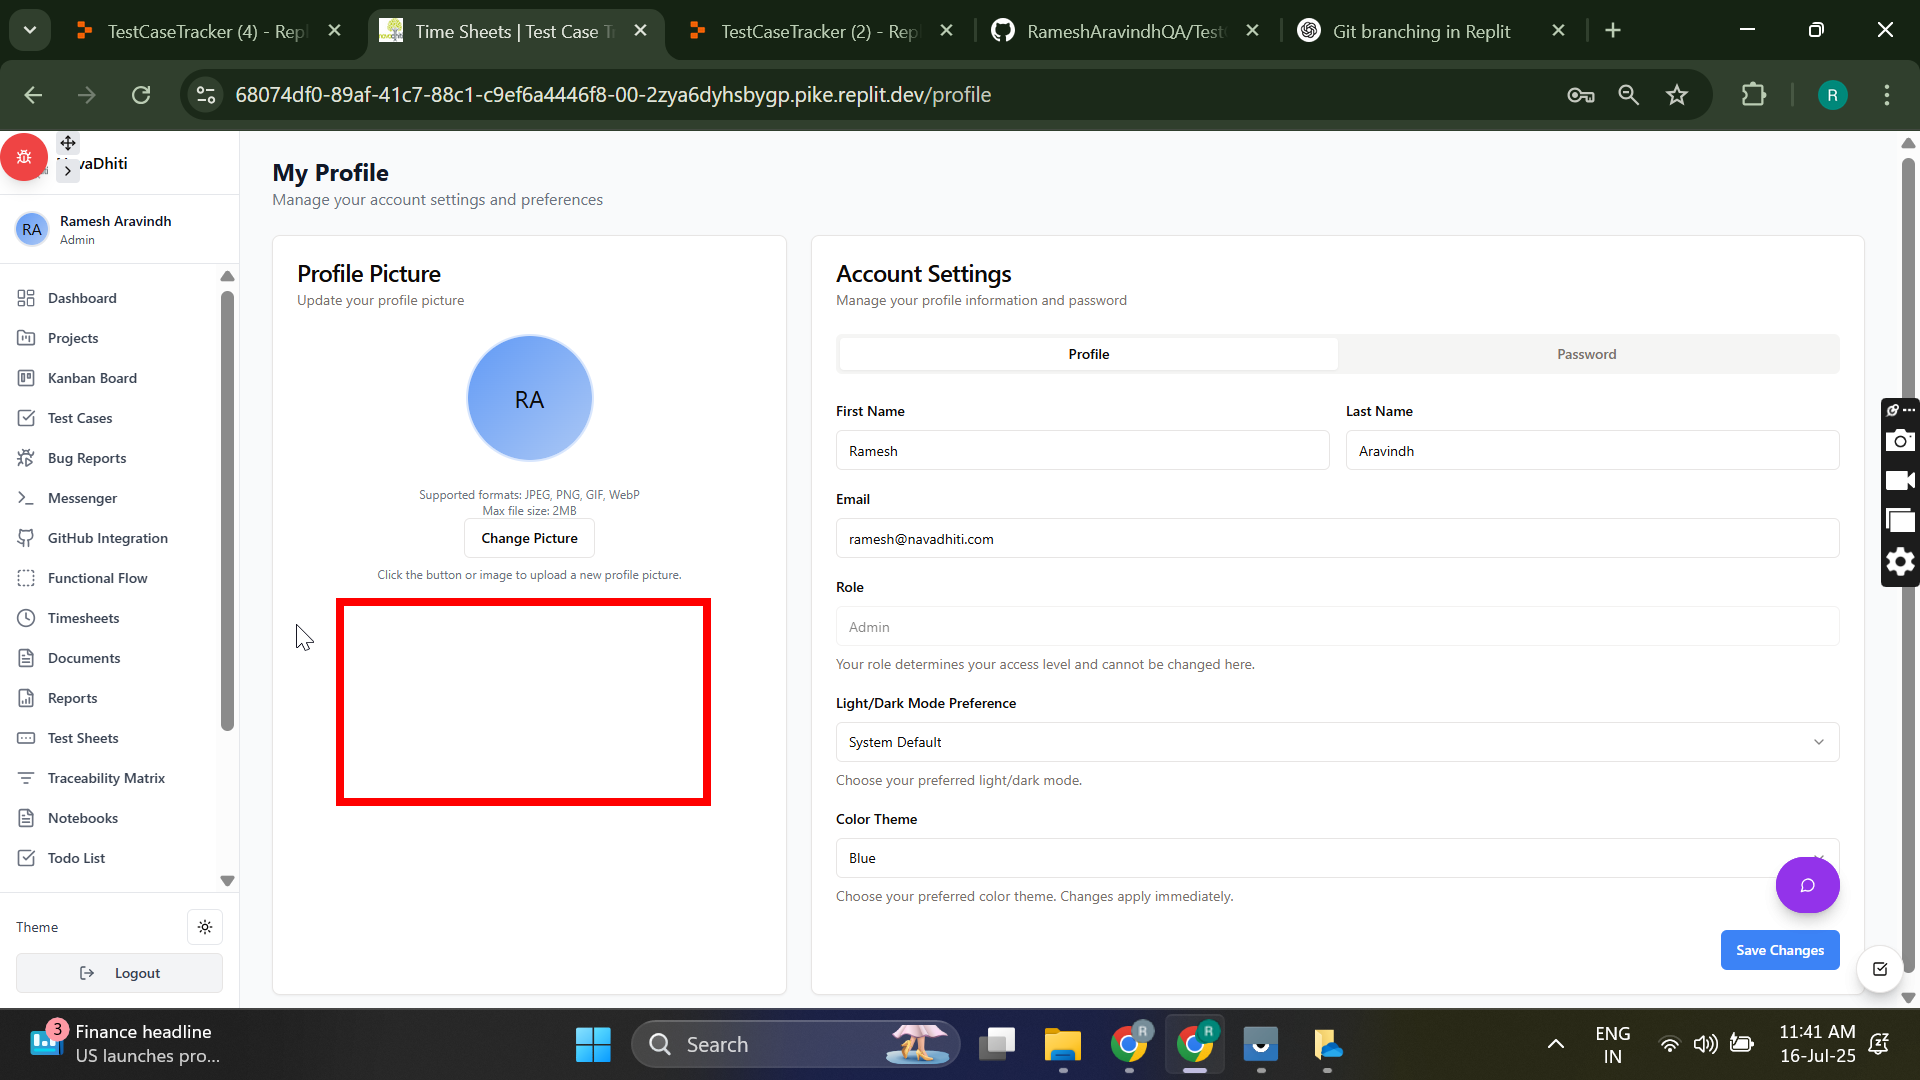 TestCaseTracker (4) - Repl
Time Sheets | Test Case T
TestCaseTracker (2) - Repl
RameshAravindhQA/Test
Git branching in Replit
68074df0-89af-41c7-88c1-c9ef6a4446f8-00-2zya6dyhsbygp.pike.replit.dev/profile
R
vaDhiti
RA
Ramesh Aravindh
Admin
Dashboard
Projects
Kanban Board
Test Cases
Bug Reports
Messenger
GitHub Integration
Functional Flow
Timesheets
Documents
Reports
Test Sheets
Traceability Matrix
Notebooks
Todo List
Theme
Logout
My Profile
Manage your account settings and preferences
Profile Picture
Update your profile picture
RA
Supported formats: JPEG, PNG, GIF, WebP
Max file size: 2MB
Change Picture
Click the button or image to upload a new profile picture.
Account Settings
Manage your profile information and password
Profile
Password
First Name
Last Name
Ramesh
Aravindh
Email
ramesh@navadhiti.com
Role
Admin
Your role determines your access level and cannot be changed here.
Light/Dark Mode Preference
System Default
Choose your preferred light/dark mode.
Color Theme
Blue
Choose your preferred color theme. Changes apply immediately.
Save Changes
3
Finance headline
US launches pro...
Search
R
R
ENG
IN
11:41 AM
16-Jul-25